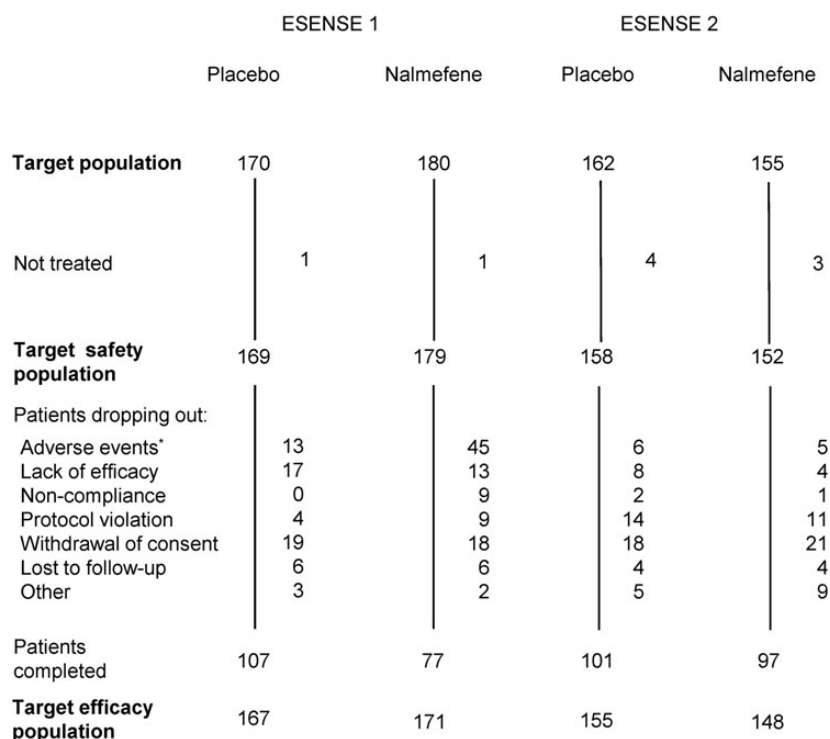 ESENSE 1 ESENSE 2
Placebo Nalmefene Placebo Nalmefene
Target population 170 180 162 155
Not treated 1 1 4 3
Target safety
population 169 179 158 152
Patients dropping out:
Adverse events* 13 45 6 5
Lack of efficacy 17 13 8 4
Non-compliance 0 9 2 1
Protocol violation 4 9 14 11
Withdrawal of consent 19 18 18 21
Lost to follow-up 6 6 4 4
Other 3 2 5 9
Patients
completed 107 77 101 97
Target efficacy
population 167 171 155 148